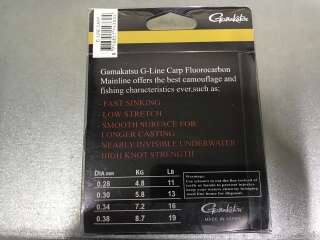 Gamakatsu
Gamakatsu G-Line Carp Fluorocarbon
Mainline offers the best camouflage and
fishing characteristics ever,such as:
- FAST SINKING
- LOW STRETCH
- SMOOTH SURFACE FOR
LONGER CASTING
- NEARLY INVISIBLE UNDERWATER
- HIGH KNOT STRENGTH
DIA mm KG LB
0.28 4.8 11
0.30 5.8 13
0.34 7.2 16
0.38 8.7 19
Warning:
Gamakatsu
MADE IN JAPAN